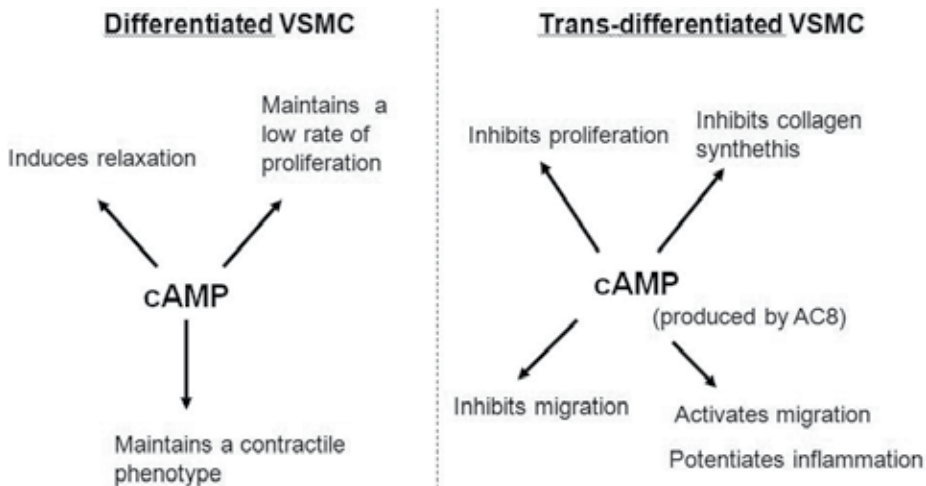 Differentiated VSMC
Maintains a
low rate of
proliferation
Induces relaxation
cAMP
Maintains a contractile
phenotype
Trans-differentiated VSMC
Inhibits proliferation
Inhibits collagen
synthethis
cAMP
(produced by AC8)
Inhibits migration
Activates migration
Potentiates inflammation